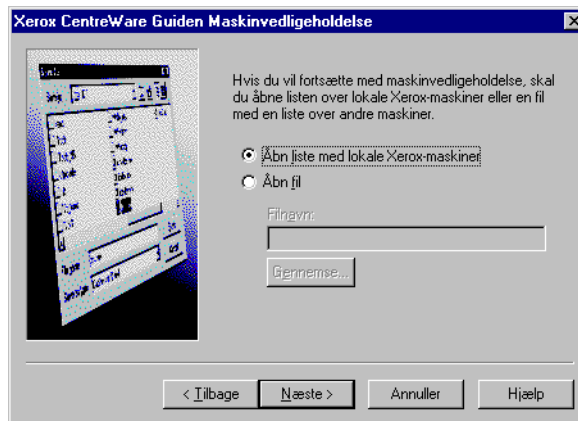 Xerox CentreWare Guiden Maskinvedligeholdelse
Hvis du vil fortsætte med maskinvedligeholdelse, skal
du åbne listen over lokale Xerox-maskiner eller en fil
med en liste over andre maskiner.
Åbn liste med lokale Xerox-maskiner
Åbn fil
Filnavn:
Gennemse...
< Tilbage
Næste >
Annuller
Hjælp